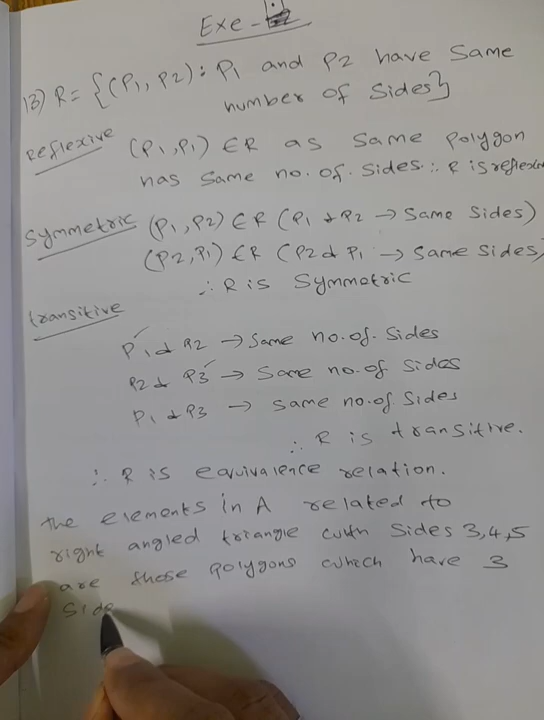 Exe-
13) R= {(P1, P2): P1 and P2 have same
number of sides}
Reflexive (P1, P1) ∈R as same polygon
has same no. of. sides. ∴ R is reflexive
Symmetric (P1, P2) ∈R (P1 & P2 → same sides)
(P2, P1) ∈R (P2 & P1 → same sides)
∴ R is symmetric
transitive
P1 & P2 → same no. of. sides
P2 & P3 → same no. of sides
P1 & P3 → same no. of sides
∴ R is transitive.
∴ R is equivalence relation.
the elements in A related to
right angled triangle with sides 3,4,5
are those polygons which have 3
side